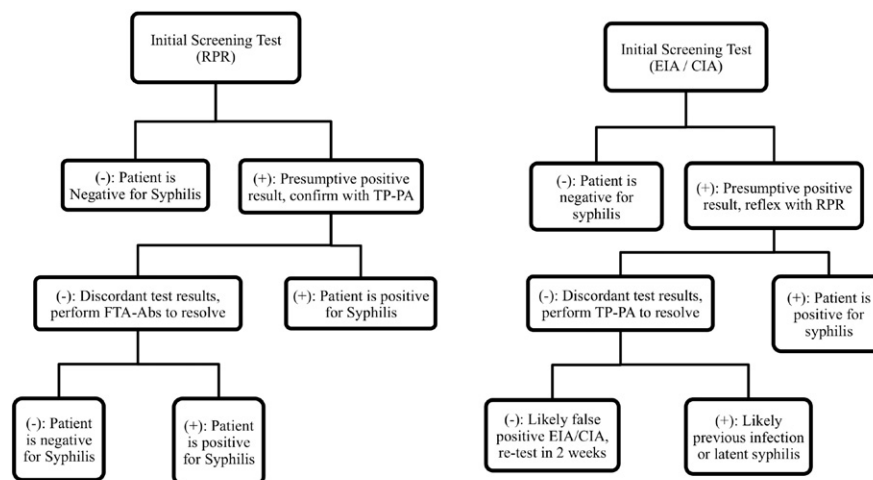 Initial Screening Test
(RPR)
(-): Patient is
Negative for Syphilis
(+): Presumptive positive
result, confirm with TP-PA
(-): Discordant test results,
perform FTA-Abs to resolve
(+): Patient is positive
for Syphilis
(-): Patient
is negative
for Syphilis
(+): Patient
is positive
for Syphilis
Initial Screening Test
(EIA / CIA)
(-): Patient is
negative for
syphilis
(+): Presumptive positive
result, reflex with RPR
(-): Discordant test results,
perform TP-PA to resolve
(+): Patient is
positive for
syphilis
(-): Likely false
positive EIA/CIA,
re-test in 2 weeks
(+): Likely
previous infection
or latent syphilis